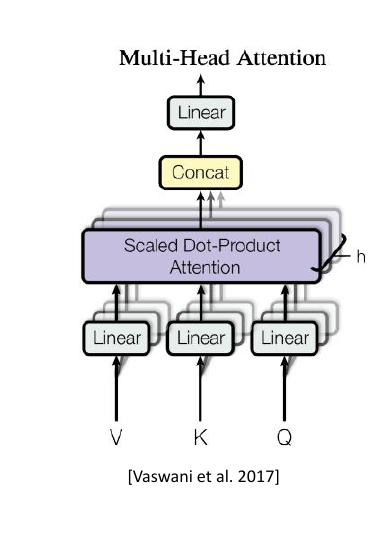 Multi-Head Attention
Linear
Concat
Scaled Dot-Product
Attention
h
Linear
Linear
Linear
V
K
Q
[Vaswani et al. 2017]